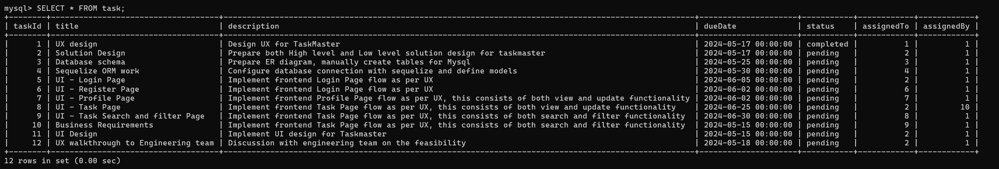 mysql> SELECT * FROM task;
+--------+------------------------------------+-----------------------------------------------------------------------------------------------------+---------------------+-----------+------------+------------+
| taskId | title                              | description                                                                                         | dueDate             | status    | assignedTo | assignedBy |
+--------+------------------------------------+-----------------------------------------------------------------------------------------------------+---------------------+-----------+------------+------------+
|      1 | UX design                          | Design UX for TaskMaster                                                                            | 2024-05-17 00:00:00 | completed |          1 |          1 |
|      2 | Solution Design                    | Prepare both High level and Low level solution design for taskmaster                                | 2024-05-17 00:00:00 | pending   |          2 |          1 |
|      3 | Database schema                    | Prepare ER diagram, manually create tables for Mysql                                                | 2024-05-25 00:00:00 | pending   |          3 |          1 |
|      4 | Sequelize ORM work                 | Configure database connection with sequelize and define models                                      | 2024-05-30 00:00:00 | pending   |          4 |          1 |
|      5 | UI - Login Page                    | Implement frontend Login Page flow as per UX                                                        | 2024-06-05 00:00:00 | pending   |          2 |          1 |
|      6 | UI - Register Page                 | Implement frontend Login Page flow as per UX                                                        | 2024-06-02 00:00:00 | pending   |          6 |          1 |
|      7 | UI - Profile Page                  | Implement frontend Profile Page flow as per UX, this consists of both view and update functionality | 2024-06-02 00:00:00 | pending   |          7 |          1 |
|      8 | UI - Task Page                     | Implement frontend Task Page flow as per UX, this consists of both view and update functionality    | 2024-06-25 00:00:00 | pending   |          2 |         10 |
|      9 | UI - Task Search and filter Page   | Implement frontend Task Page flow as per UX, this consists of both search and filter functionality  | 2024-06-30 00:00:00 | pending   |          8 |          1 |
|     10 | Business Requirements              | Implement frontend Task Page flow as per UX, this consists of both search and filter functionality  | 2024-05-15 00:00:00 | pending   |          9 |          1 |
|     11 | UI Design                          | Implement UI design for Taskmaster                                                                  | 2024-05-15 00:00:00 | pending   |          2 |          1 |
|     12 | UX walkthrough to Engineering team | Discussion with engineering team on the feasibility                                                 | 2024-05-18 00:00:00 | pending   |          2 |          1 |
+--------+------------------------------------+-----------------------------------------------------------------------------------------------------+---------------------+-----------+------------+------------+
12 rows in set (0.00 sec)